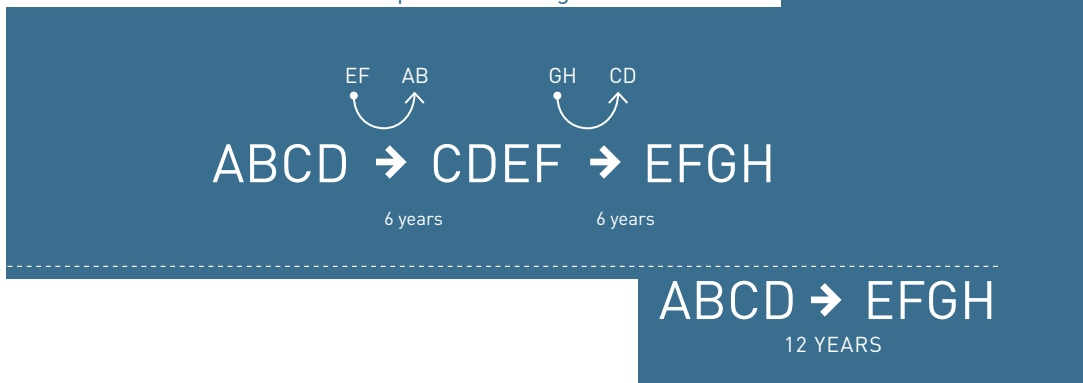 EF AB GH CD
ABCD → CDEF → EFGH
6 years 6 years
ABCD → EFGH
12 YEARS